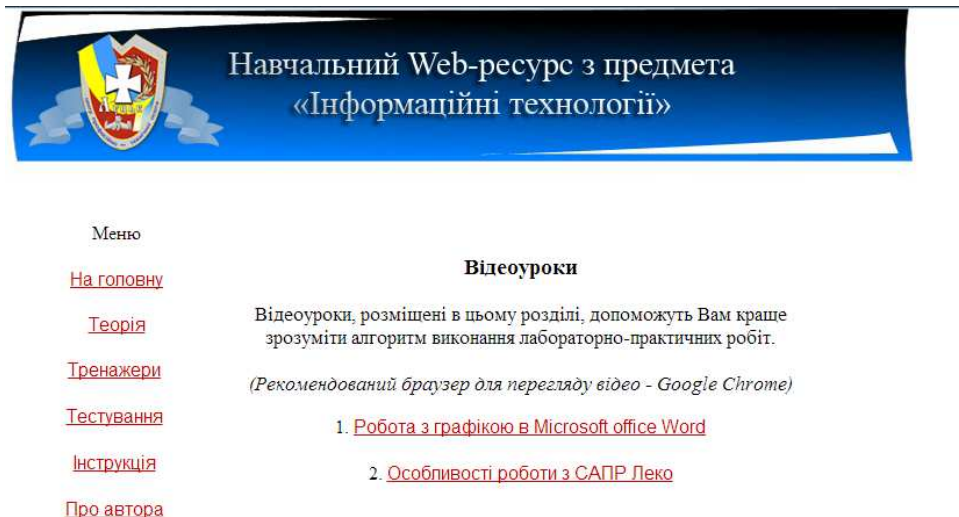 Навчальний Web-ресурс з предмета
«Інформаційні технології»
Меню
На головну
Теорія
Тренажери
Тестування
Інструкція
Про автора
Відеоуроки
Відеоуроки, розміщені в цьому розділі, допоможуть Вам краще
зрозуміти алгоритм виконання лабораторно-практичних робіт.
(Рекомендований браузер для перегляду відео - Google Chrome)
1. Робота з графікою в Microsoft office Word
2. Особливості роботи з САПР Леко